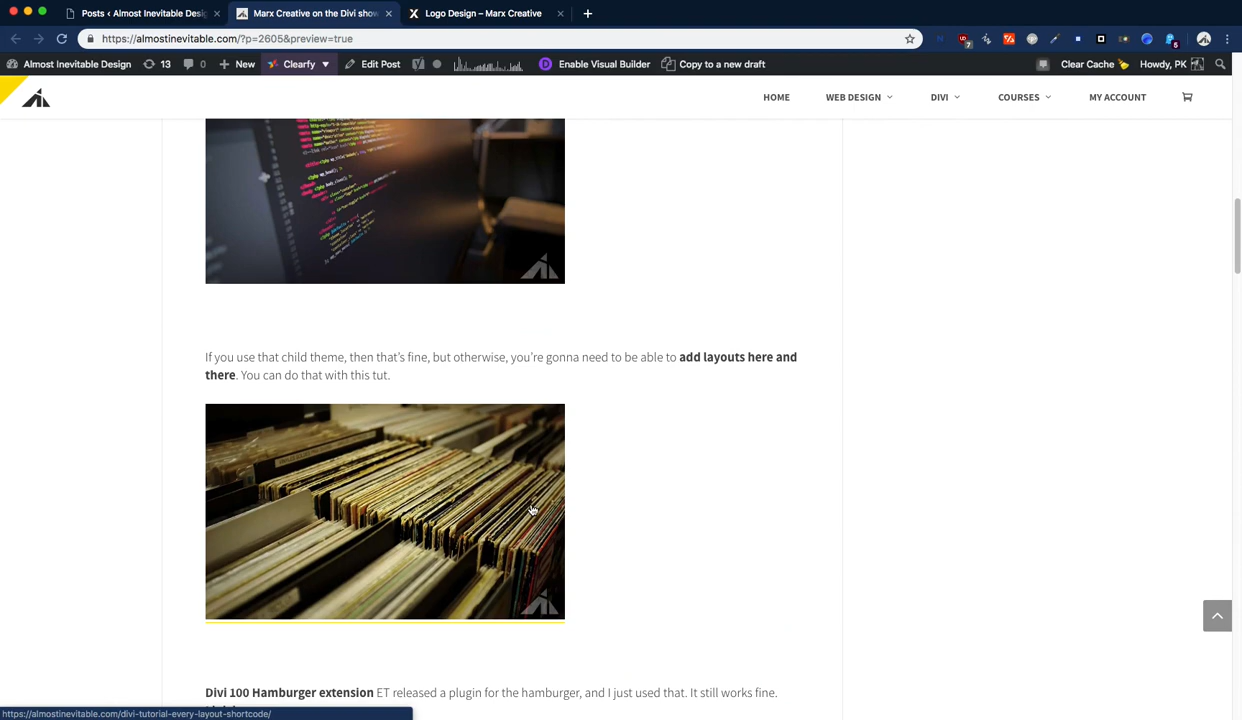 Posts ‹ Almost Inevitable Desig
Marx Creative on the Divi show
Logo Design – Marx Creative
https://almostinevitable.com/?p=2605&preview=true
Almost Inevitable Design
13
0
New
Clearfy
Edit Post
Enable Visual Builder
Copy to a new draft
Clear Cache
Howdy, PK
HOME
WEB DESIGN
DIVI
COURSES
MY ACCOUNT
If you use that child theme, then that's fine, but otherwise, you're gonna need to be able to add layouts here and
there. You can do that with this tut.
Divi 100 Hamburger extension ET released a plugin for the hamburger, and I just used that. It still works fine.
https://almostinevitable.com/divi-tutorial-every-layout-shortcode/